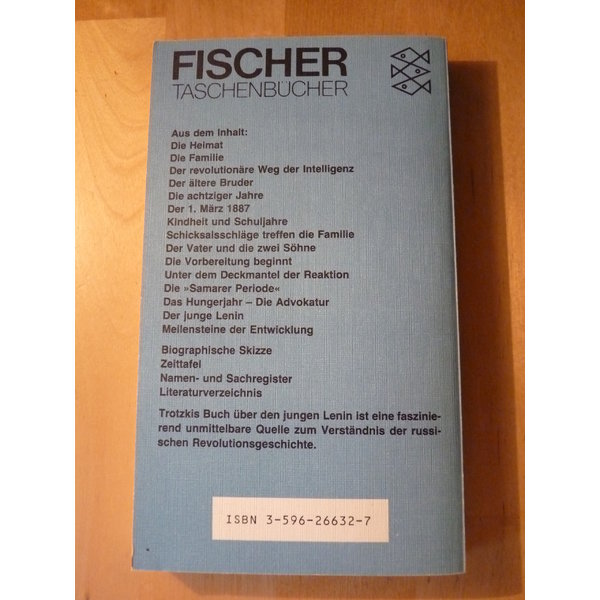 FISCHER
TASCHENBÜCHER
Aus dem Inhalt:
Die Heimat
Die Familie
Der revolutionäre Weg der Intelligenz
Der ältere Bruder
Die achtziger Jahre
Der 1. März 1887
Kindheit und Schuljahre
Schicksalsschläge treffen die Familie
Der Vater und die zwei Söhne
Die Vorbereitung beginnt
Unter dem Deckmantel der Reaktion
Die »Samarer Periode«
Das Hungerjahr – Die Advokatur
Der junge Lenin
Meilensteine der Entwicklung
Biographische Skizze
Zeittafel
Namen- und Sachregister
Literaturverzeichnis
Trotzkis Buch über den jungen Lenin ist eine faszinie-
rend unmittelbare Quelle zum Verständnis der russi-
schen Revolutionsgeschichte.
ISBN 3-596-26632-7